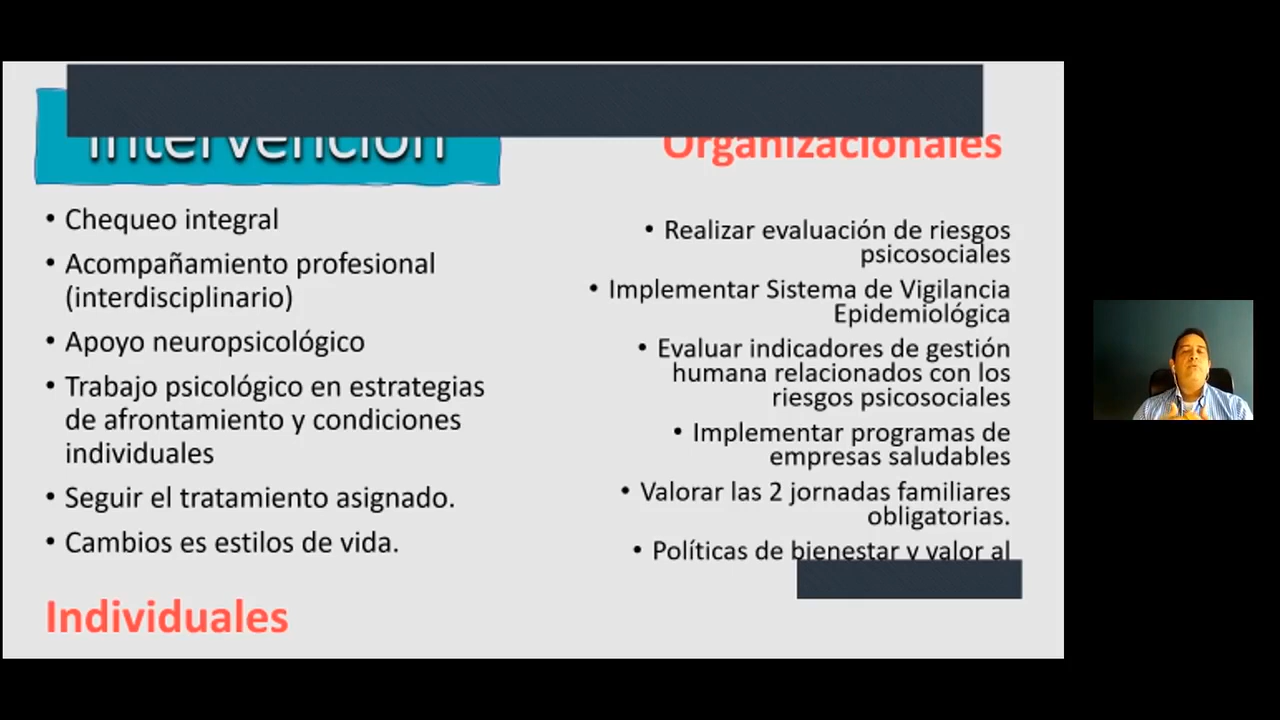 Intervención
• Chequeo integral
• Acompañamiento profesional
(interdisciplinario)
• Apoyo neuropsicológico
• Trabajo psicológico en estrategias
de afrontamiento y condiciones
individuales
• Seguir el tratamiento asignado.
• Cambios es estilos de vida.
Individuales
Organizacionales
• Realizar evaluación de riesgos
psicosociales
• Implementar Sistema de Vigilancia
Epidemiológica
• Evaluar indicadores de gestión
humana relacionados con los
riesgos psicosociales
• Implementar programas de
empresas saludables
• Valorar las 2 jornadas familiares
obligatorias.
• Políticas de bienestar y valor al